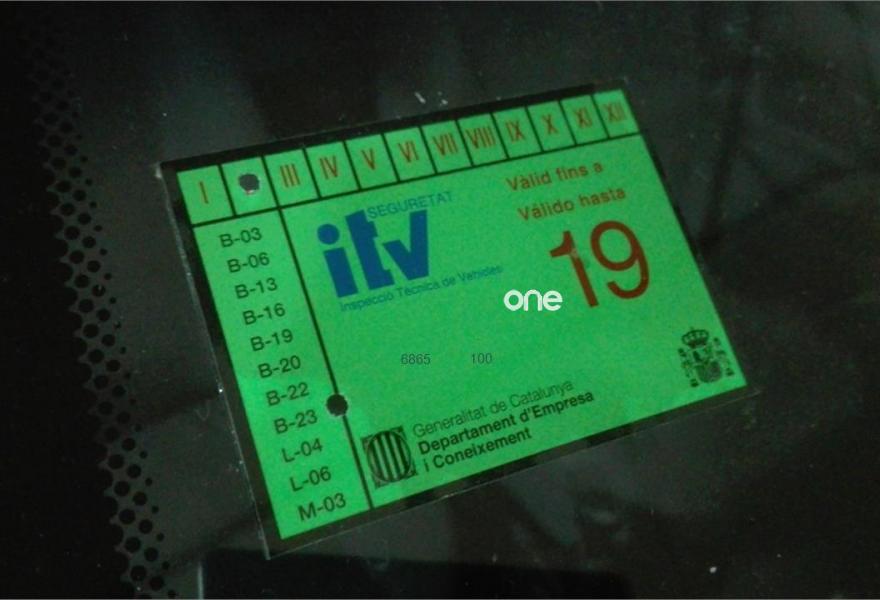 I III IV V VI VII VIII IX X XI XII
Vàlid fins a
Válido hasta
19
SEGURETAT
itv
Inspecció Tècnica de Vehicles
one
6865 100
B-03
B-06
B-13
B-16
B-19
B-20
B-22
B-23
L-04
L-06
M-03
Generalitat de Catalunya
Departament d'Empresa
i Coneixement